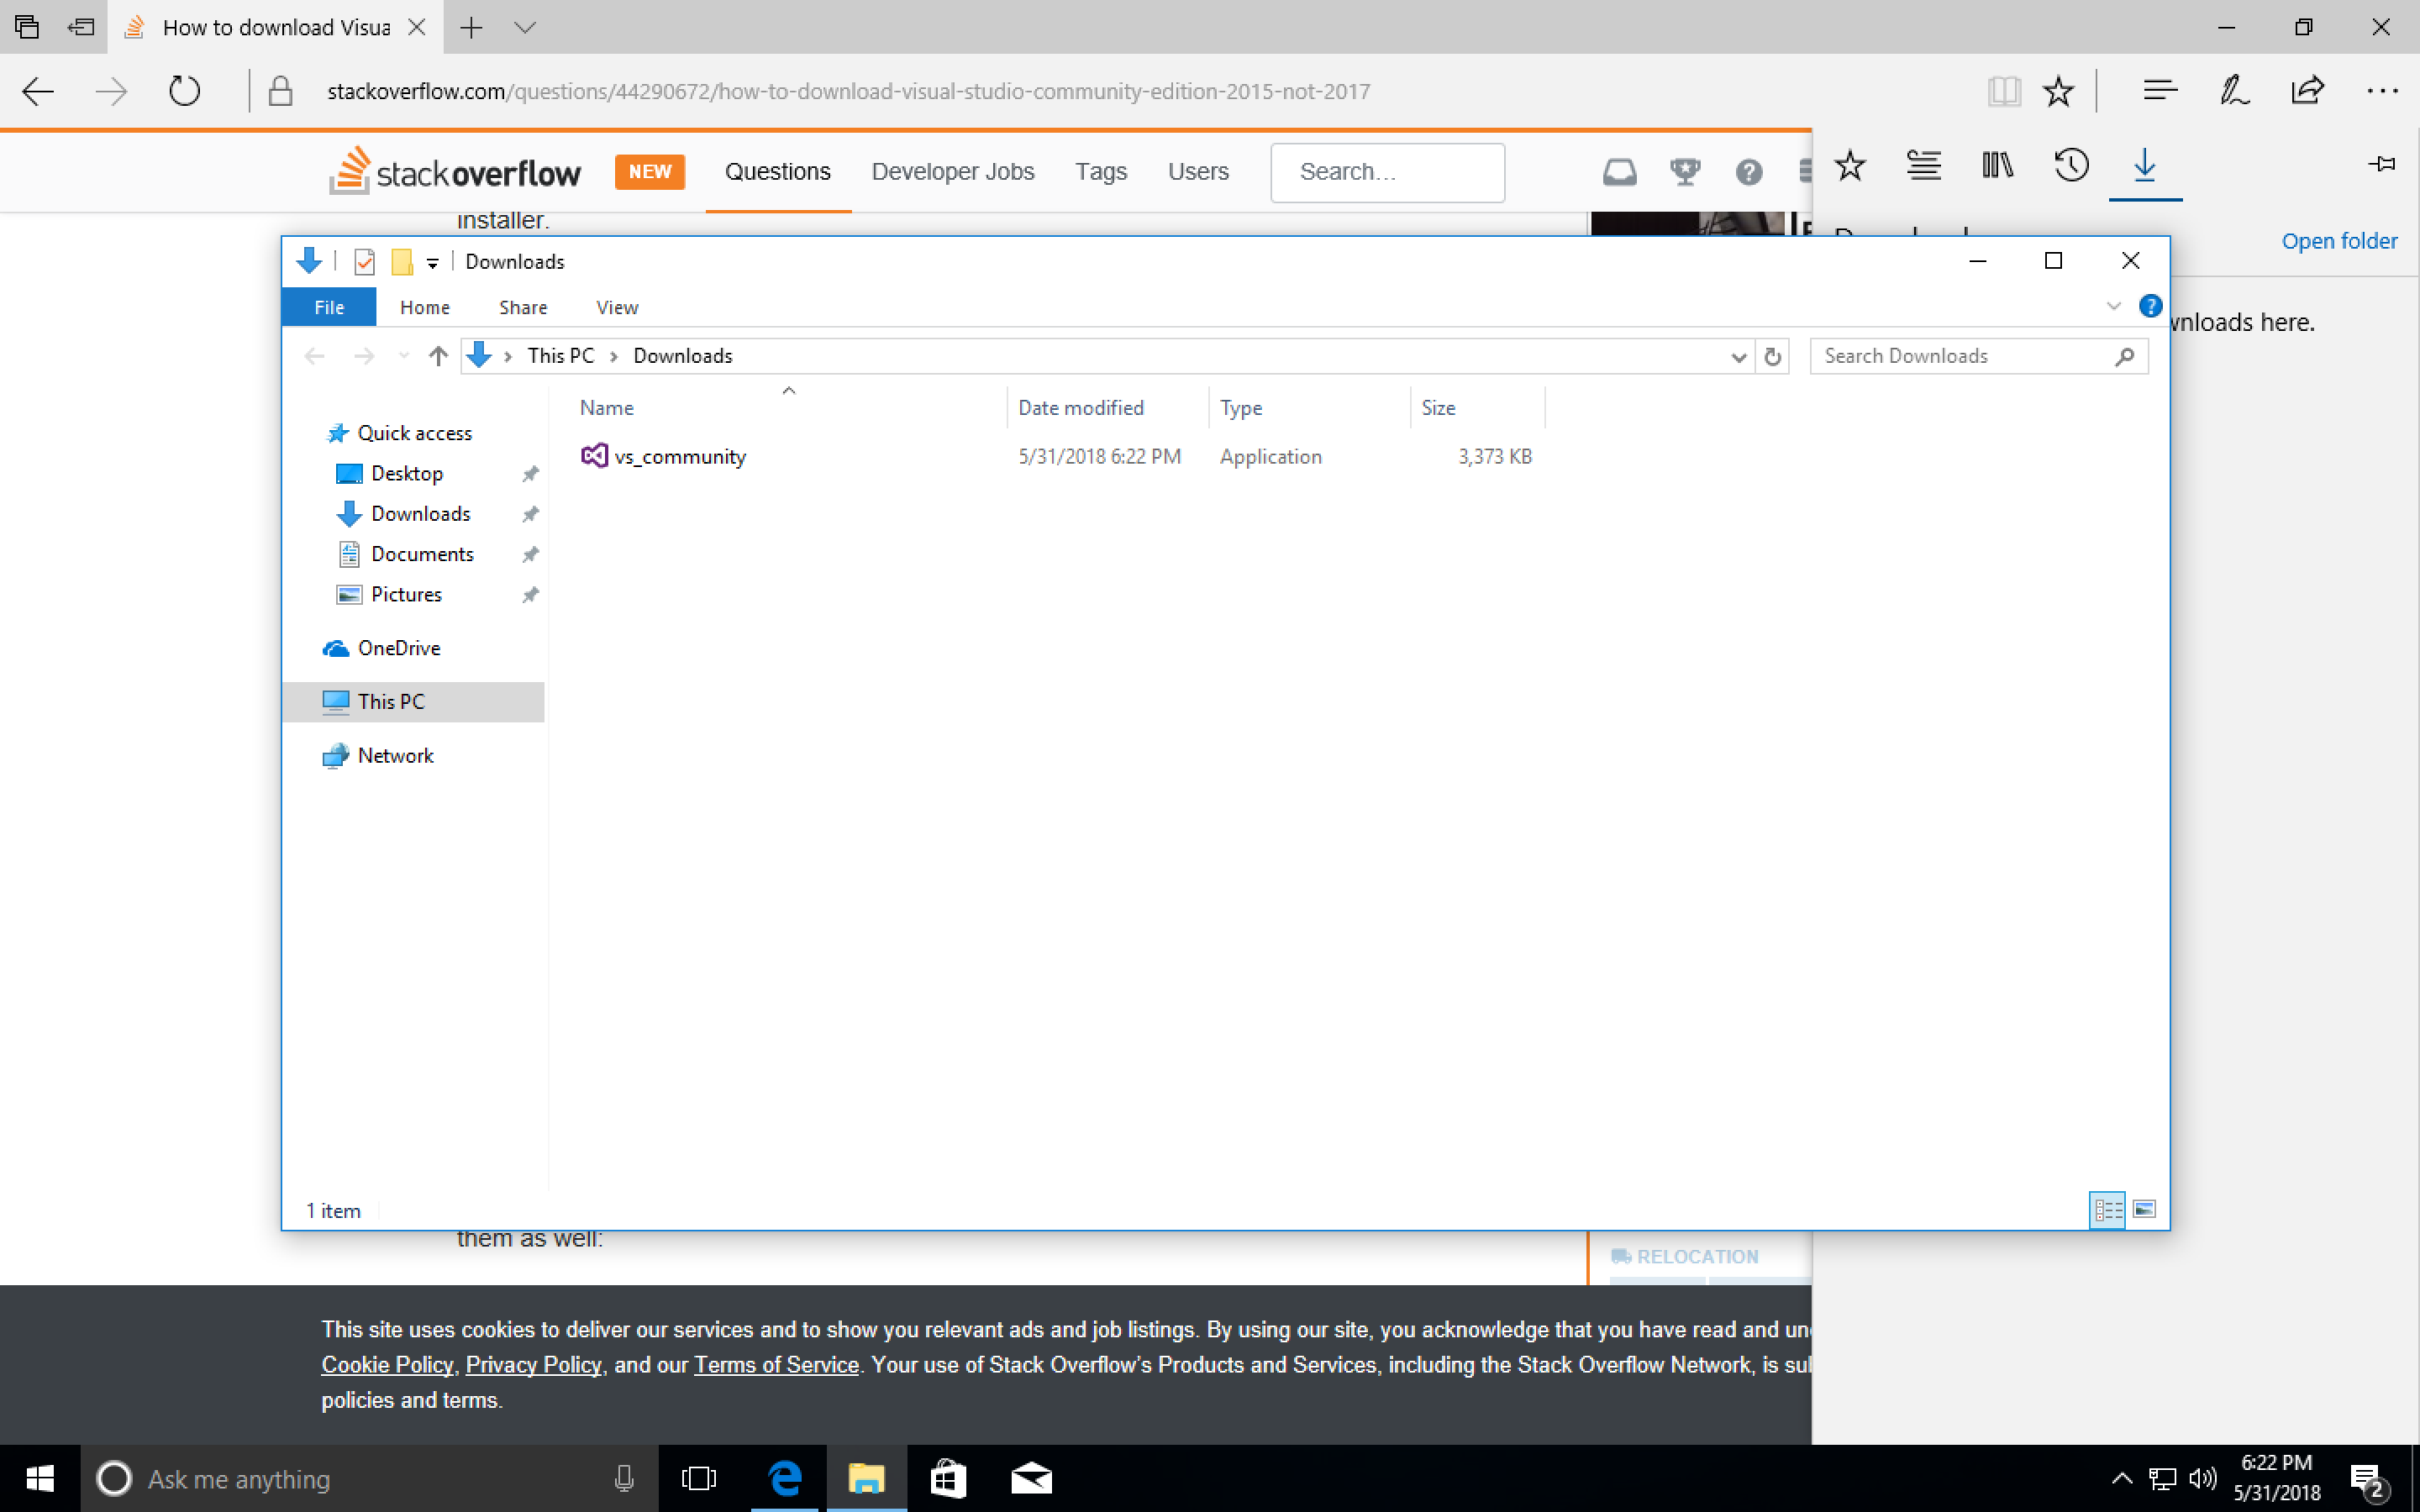 How to download Visua
stackoverflow.com/questions/44290672/how-to-download-visual-studio-community-edition-2015-not-2017
stackoverflow NEW Questions Developer Jobs Tags Users Search...
installer.
Open folder
Downloads
File Home Share View
wnloads here.
This PC Downloads
Search Downloads
Name Date modified Type Size
vs_community 5/31/2018 6:22 PM Application 3,373 KB
Quick access
Desktop
Downloads
Documents
Pictures
OneDrive
This PC
Network
1 item
them as well:
RELOCATION
This site uses cookies to deliver our services and to show you relevant ads and job listings. By using our site, you acknowledge that you have read and un
Cookie Policy, Privacy Policy, and our Terms of Service. Your use of Stack Overflow's Products and Services, including the Stack Overflow Network, is su
policies and terms.
Ask me anything
6:22 PM
5/31/2018
2